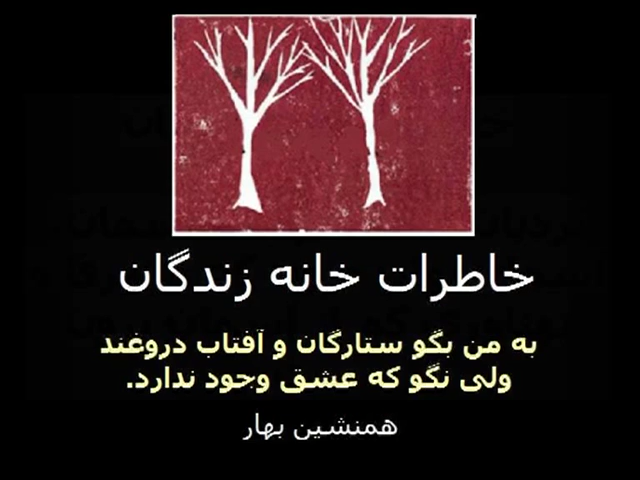 خاطرات خانه زندگان
به من بگو ستارگان و آفتاب دروغند
ولی نگو که عشق وجود ندارد.
همنشین بهار